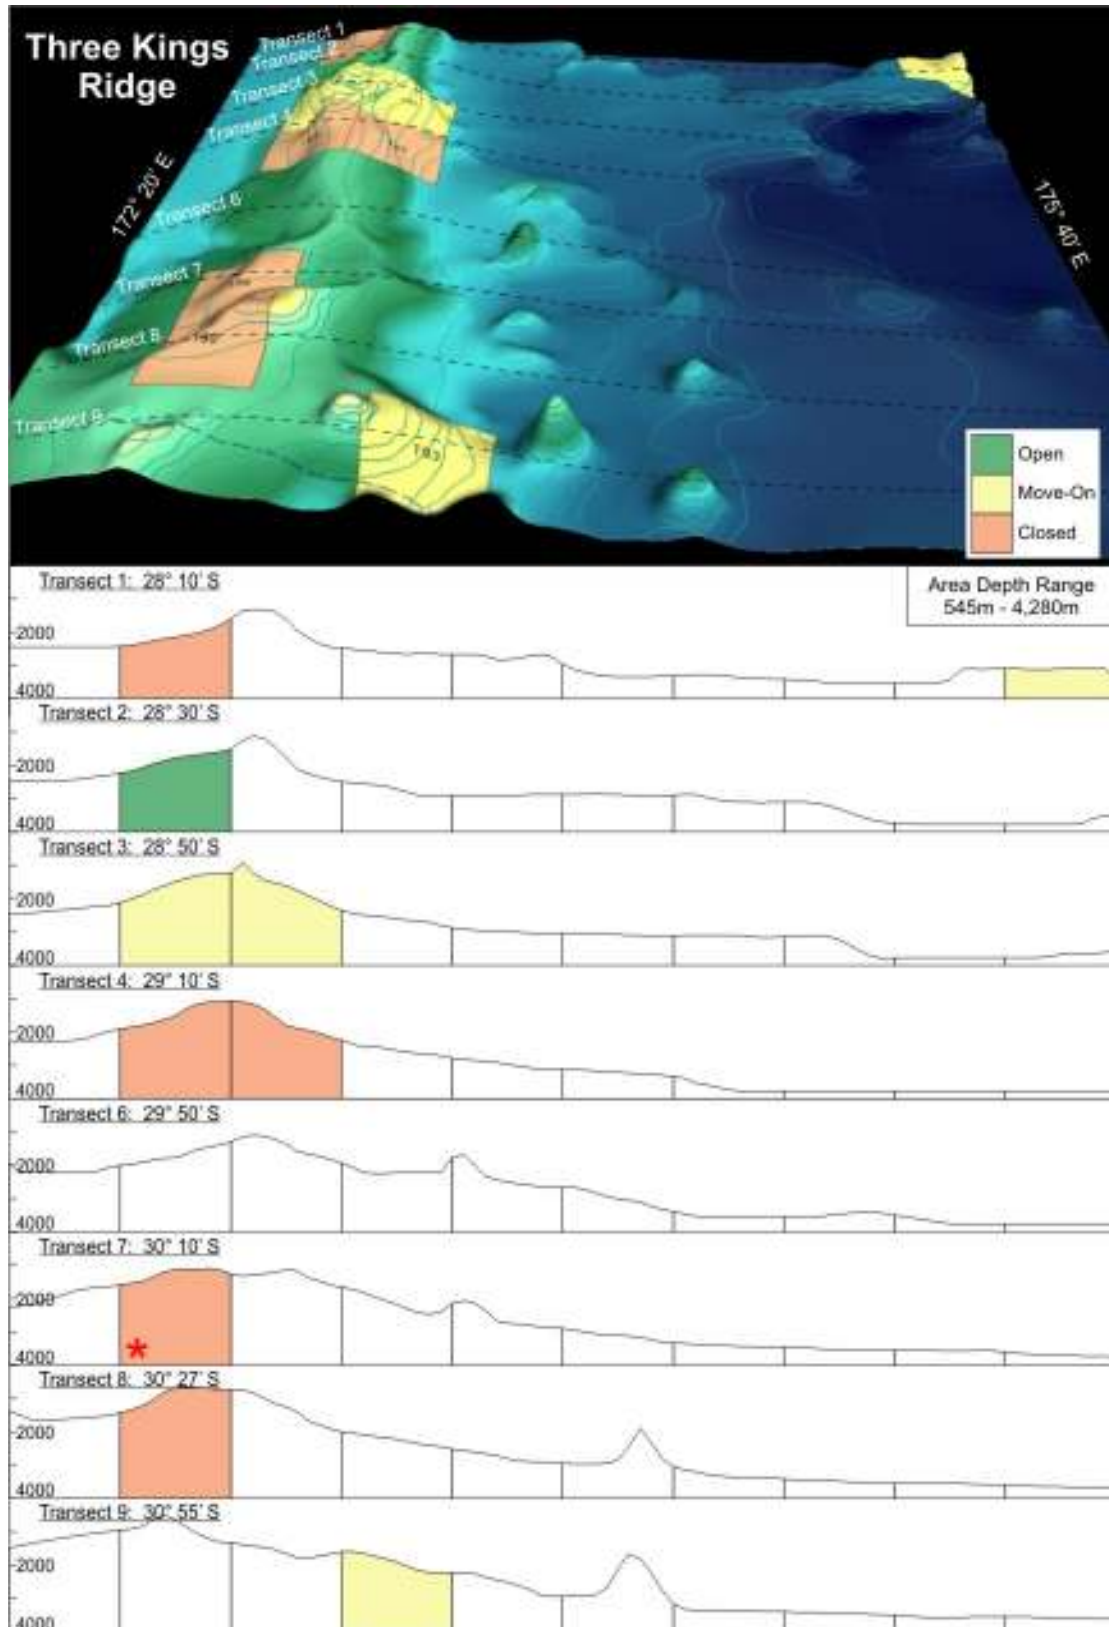 Three Kings
Ridge
Transect 1
Transect 2
Transect 3
Transect 4
172° 20' E
175° 40' E
Transect 6
Transect 7
Transect 8
Transect 9
193
Open
Move-On
Closed
Area Depth Range
545m - 4,280m
Transect 1: 28° 10' S
2000
4000
Transect 2: 28° 30' S
2000
4000
Transect 3: 28° 50' S
2000
4000
Transect 4: 29° 10' S
2000
4000
Transect 6: 29° 50' S
2000
4000
Transect 7: 30° 10' S
2000
*
4000
Transect 8: 30° 27' S
2000
4000
Transect 9: 30° 55' S
2000
4000